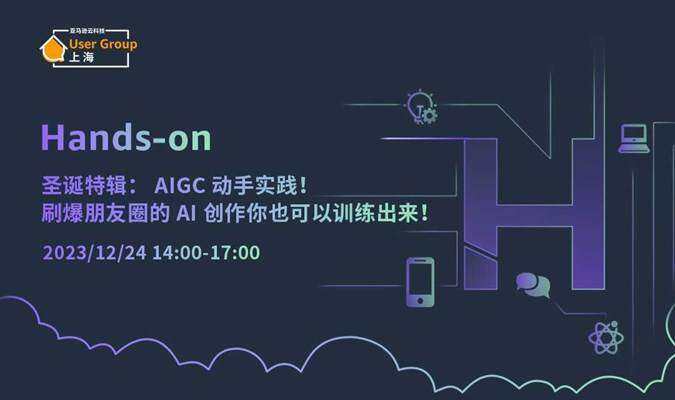 亚马逊云科技
User Group
上海
Hands-on
圣诞特辑： AIGC 动手实践！
刷爆朋友圈的 AI 创作你也可以训练出来！
2023/12/24 14:00-17:00